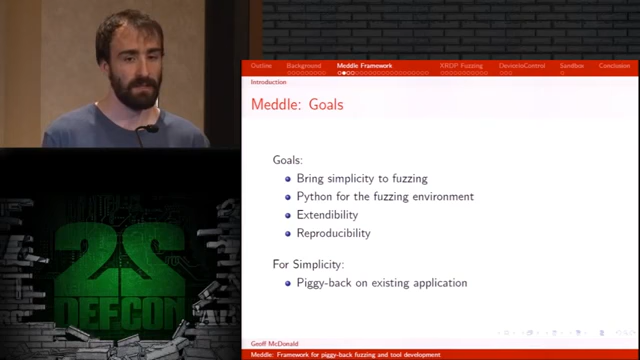 Outline Background Meddle Framework XRDP Fuzzing DeviorIoControl Sandbox Conclusion
Introduction
Meddle: Goals
Goals:
Bring simplicity to fuzzing
Python for the fuzzing environment
Extendibility
Reproducibility
For Simplicity:
Piggy-back on existing application
Geoff McDonald
Meddle: Framework for piggy-back fuzzing and tool development
22
DEFCON